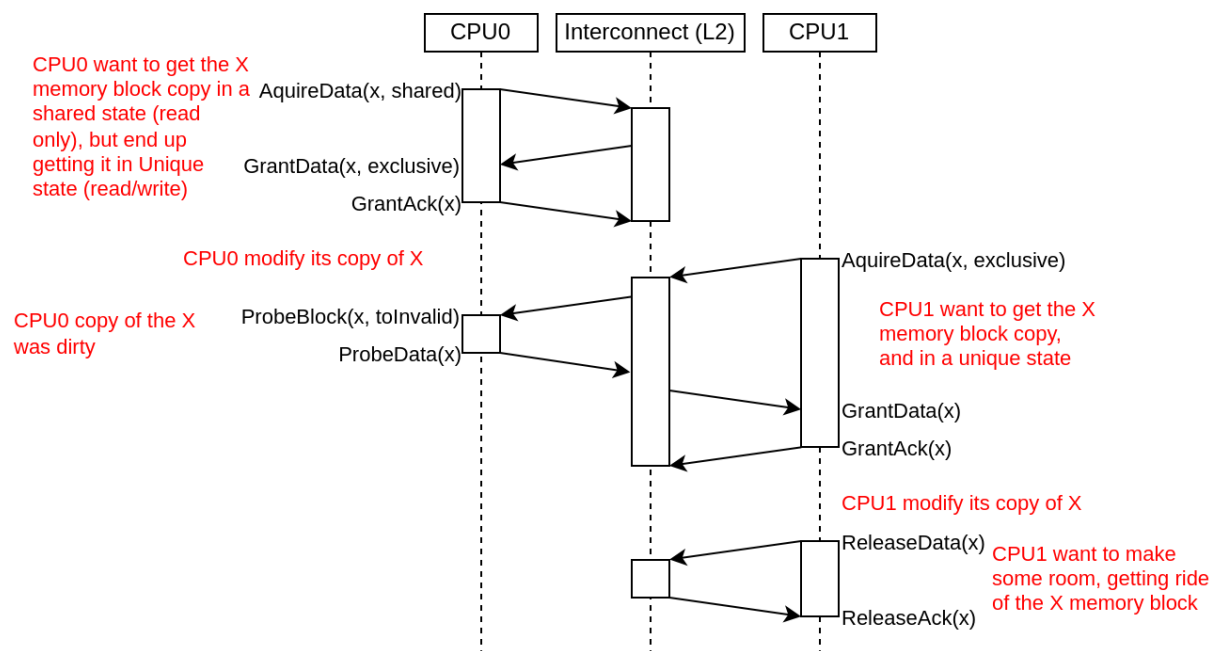 CPU0
Interconnect (L2)
CPU1
CPU0 want to get the X
memory block copy in a
shared state (read
only), but end up
getting it in Unique
state (read/write)
AquireData(x, shared)
GrantData(x, exclusive)
GrantAck(x)
CPU0 modify its copy of X
AquireData(x, exclusive)
CPU1 want to get the X
memory block copy,
and in a unique state
CPU0 copy of the X
was dirty
ProbeBlock(x, toInvalid)
ProbeData(x)
GrantData(x)
GrantAck(x)
CPU1 modify its copy of X
ReleaseData(x)
CPU1 want to make
some room, getting ride
of the X memory block
ReleaseAck(x)